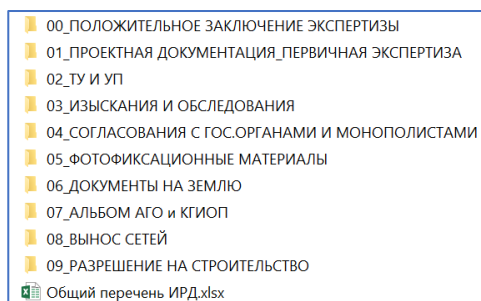 00_ПОЛОЖИТЕЛЬНОЕ ЗАКЛЮЧЕНИЕ ЭКСПЕРТИЗЫ
01_ПРОЕКТНАЯ ДОКУМЕНТАЦИЯ_ПЕРВИЧНАЯ ЭКСПЕРТИЗА
02_ТУ И УП
03_ИЗЫСКАНИЯ И ОБСЛЕДОВАНИЯ
04_СОГЛАСОВАНИЯ С ГОС.ОРГАНАМИ И МОНОПОЛИСТАМИ
05_ФОТОФИКСАЦИОННЫЕ МАТЕРИАЛЫ
06_ДОКУМЕНТЫ НА ЗЕМЛЮ
07_АЛЬБОМ АГО и КГИОП
08_ВЫНОС СЕТЕЙ
09_РАЗРЕШЕНИЕ НА СТРОИТЕЛЬСТВО
Общий перечень ИРД.xlsx